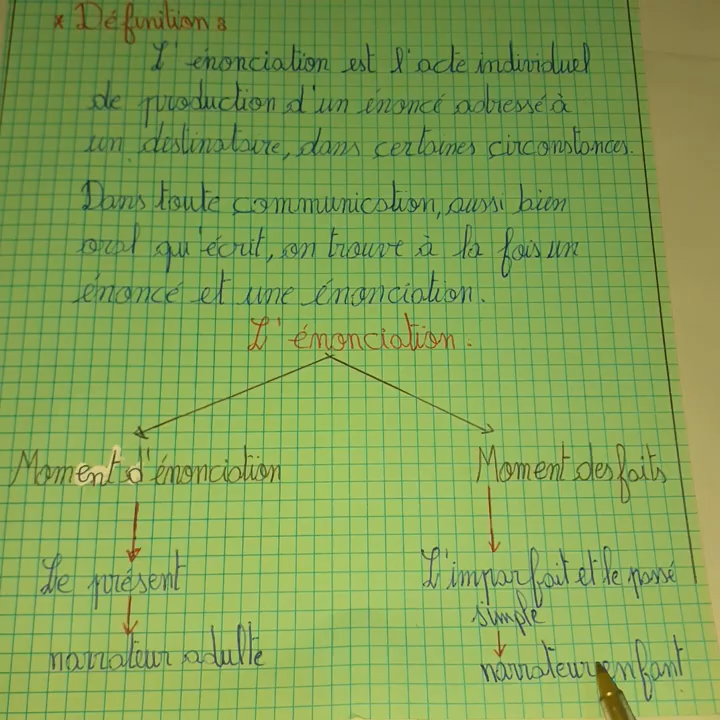 * Définition :
L'énonciation est l'acte individuel
de production d'un énoncé adressé à
un destinataire, dans certaines circonstances.
Dans toute communication, aussi bien
oral qu'écrit, on trouve à la fois un
énoncé et une énonciation.
L'énonciation.
Moment d'énonciation Moment des faits
Le présent L'imparfait et le passé
simple
narrateur adulte narrateur enfant